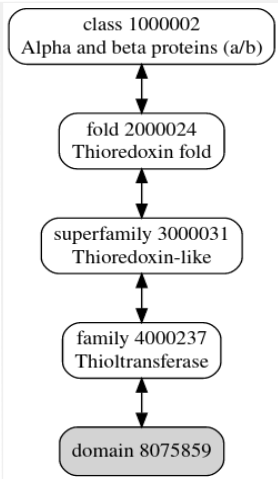 class 1000002
Alpha and beta proteins (a/b)
fold 2000024
Thioredoxin fold
superfamily 3000031
Thioredoxin-like
family 4000237
Thioltransferase
domain 8075859